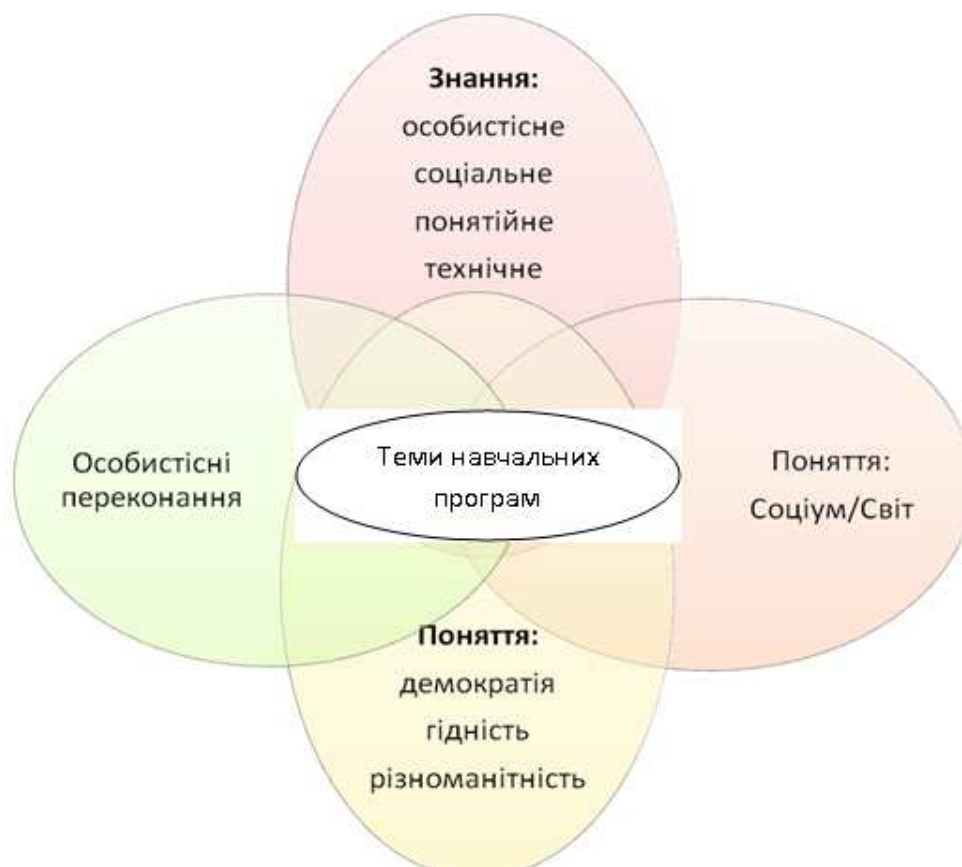 Знання:
особистісне
соціальне
понятійне
технічне
Особистісні
переконання
Теми навчальних
програм
Поняття:
Соціум/Світ
Поняття:
демократія
гідність
різноманітність